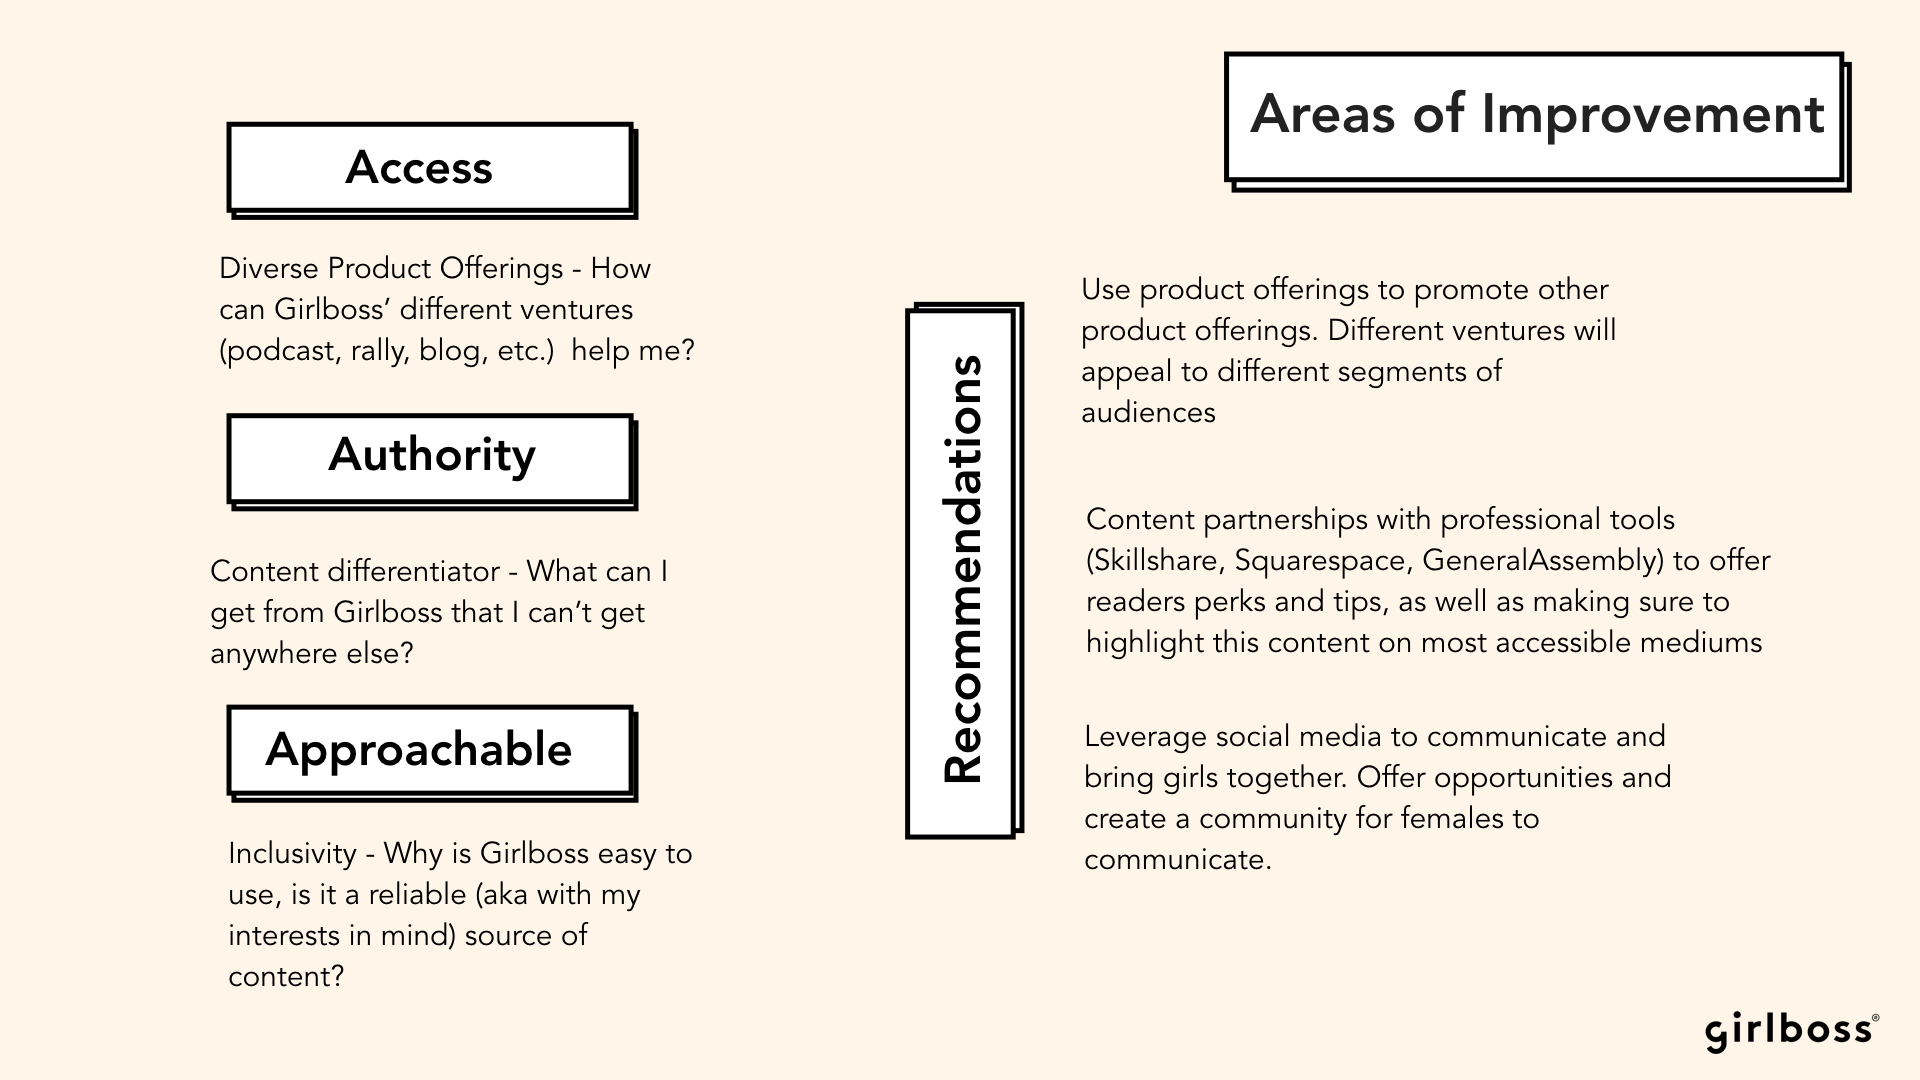 Areas of Improvement
Access
Diverse Product Offerings - How
can Girlboss’ different ventures
(podcast, rally, blog, etc.)  help me?
Authority
Content differentiator - What can I
get from Girlboss that I can’t get
anywhere else?
Approachable
Inclusivity - Why is Girlboss easy to
use, is it a reliable (aka with my
interests in mind) source of
content?
Recommendations
Use product offerings to promote other
product offerings. Different ventures will
appeal to different segments of
audiences
Content partnerships with professional tools
(Skillshare, Squarespace, GeneralAssembly) to offer
readers perks and tips, as well as making sure to
highlight this content on most accessible mediums
Leverage social media to communicate and
bring girls together. Offer opportunities and
create a community for females to
communicate.
girlboss®